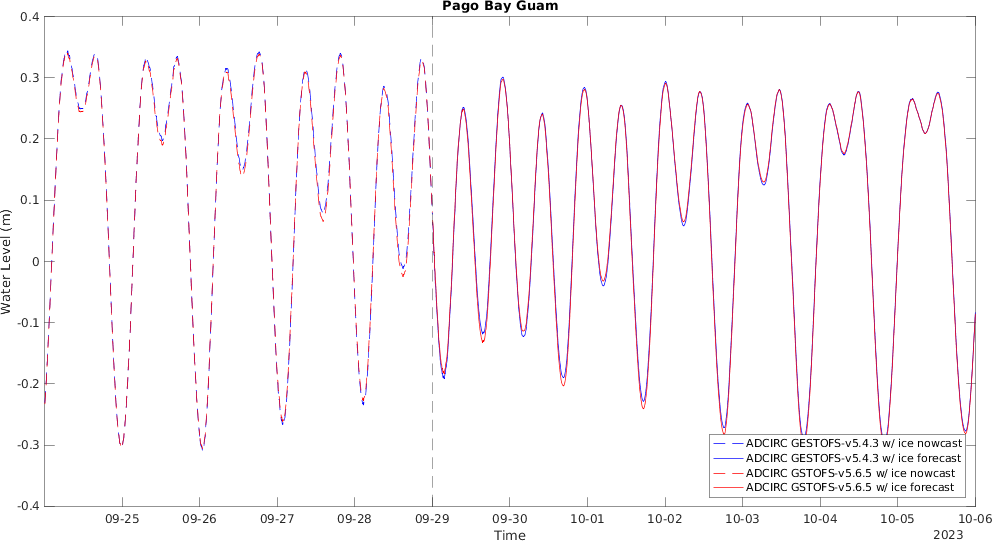 Pago Bay Guam
0.4
0.3
0.2
0.1
0
-0.1
-0.2
-0.3
-0.4
Water Level (m)
ADCIRC GESTOFS-v5.4.3 w/ ice nowcast
ADCIRC GESTOFS-v5.4.3 w/ ice forecast
ADCIRC GSTOFS-v5.6.5 w/ ice nowcast
ADCIRC GSTOFS-v5.6.5 w/ ice forecast
09-25 09-26 09-27 09-28 09-29 09-30 10-01 10-02 10-03 10-04 10-05 10-06
Time
2023